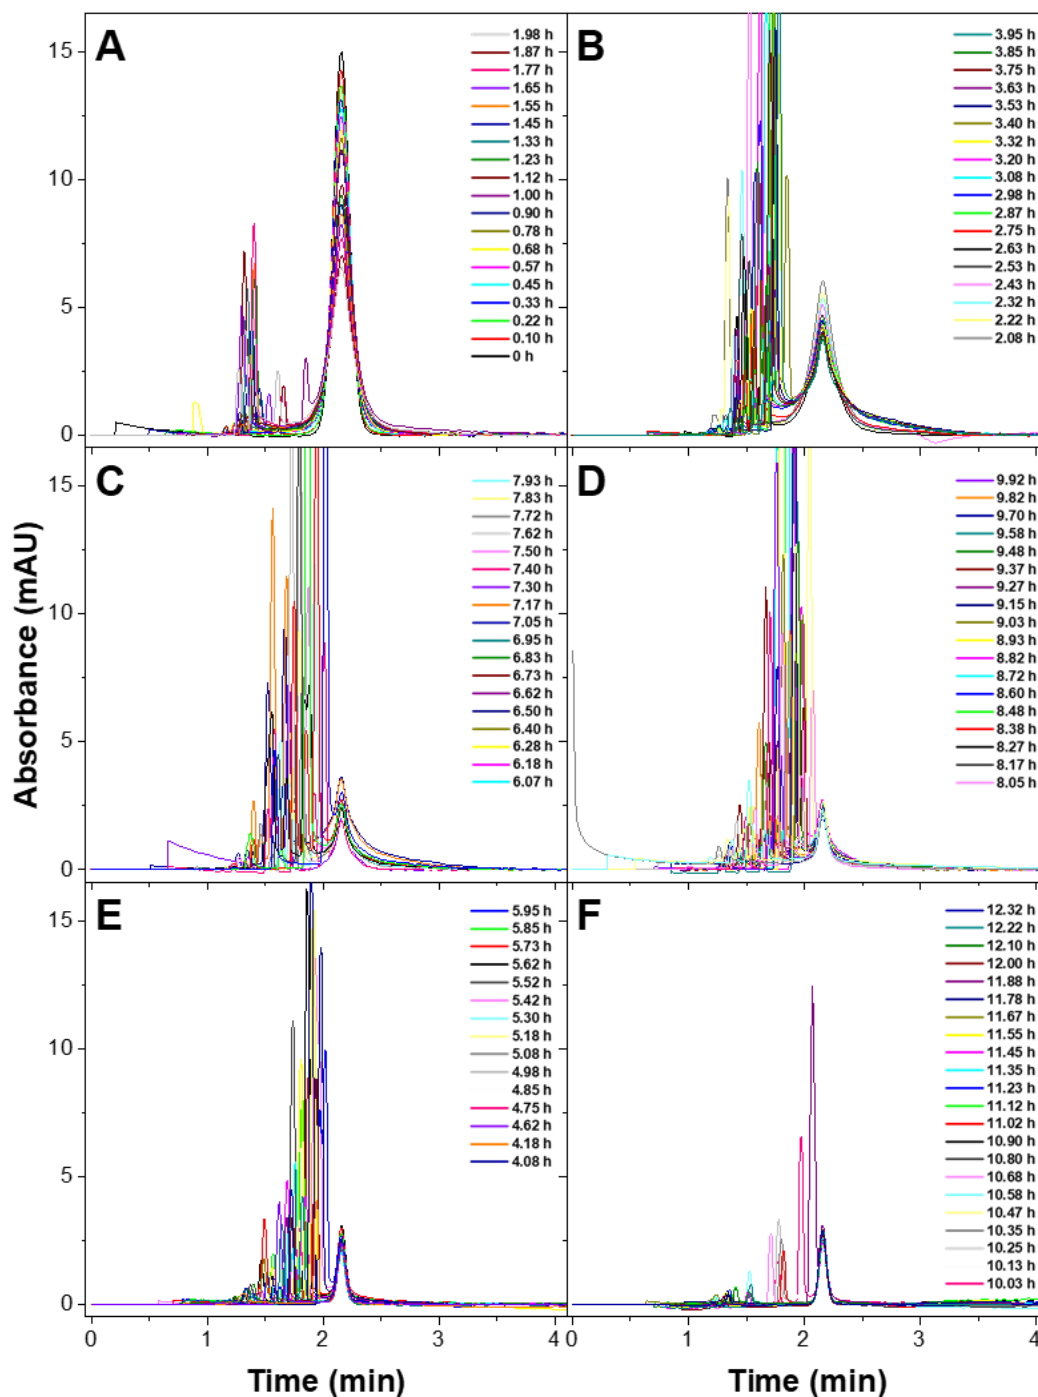 A
15
10
5
0
1.98 h
1.87 h
1.77 h
1.65 h
1.55 h
1.45 h
1.33 h
1.23 h
1.12 h
1.00 h
0.90 h
0.78 h
0.68 h
0.57 h
0.45 h
0.33 h
0.22 h
0.10 h
0 h
B
3.95 h
3.85 h
3.75 h
3.63 h
3.53 h
3.40 h
3.32 h
3.20 h
3.08 h
2.98 h
2.87 h
2.75 h
2.63 h
2.53 h
2.43 h
2.32 h
2.22 h
2.08 h
Absorbance (mAU)
C
15
10
5
0
7.93 h
7.83 h
7.72 h
7.62 h
7.50 h
7.40 h
7.30 h
7.17 h
7.05 h
6.95 h
6.83 h
6.73 h
6.62 h
6.50 h
6.40 h
6.28 h
6.18 h
6.07 h
D
9.92 h
9.82 h
9.70 h
9.58 h
9.48 h
9.37 h
9.27 h
9.15 h
9.03 h
8.93 h
8.82 h
8.72 h
8.60 h
8.48 h
8.38 h
8.27 h
8.17 h
8.05 h
E
15
10
5
0
5.95 h
5.85 h
5.73 h
5.62 h
5.52 h
5.42 h
5.30 h
5.18 h
5.08 h
4.98 h
4.85 h
4.75 h
4.62 h
4.18 h
4.08 h
0 1 2 3 4
Time (min)
F
12.32 h
12.22 h
12.10 h
12.00 h
11.88 h
11.78 h
11.67 h
11.55 h
11.45 h
11.35 h
11.23 h
11.12 h
11.02 h
10.90 h
10.80 h
10.68 h
10.58 h
10.47 h
10.35 h
10.25 h
10.13 h
10.03 h
0 1 2 3 4
Time (min)